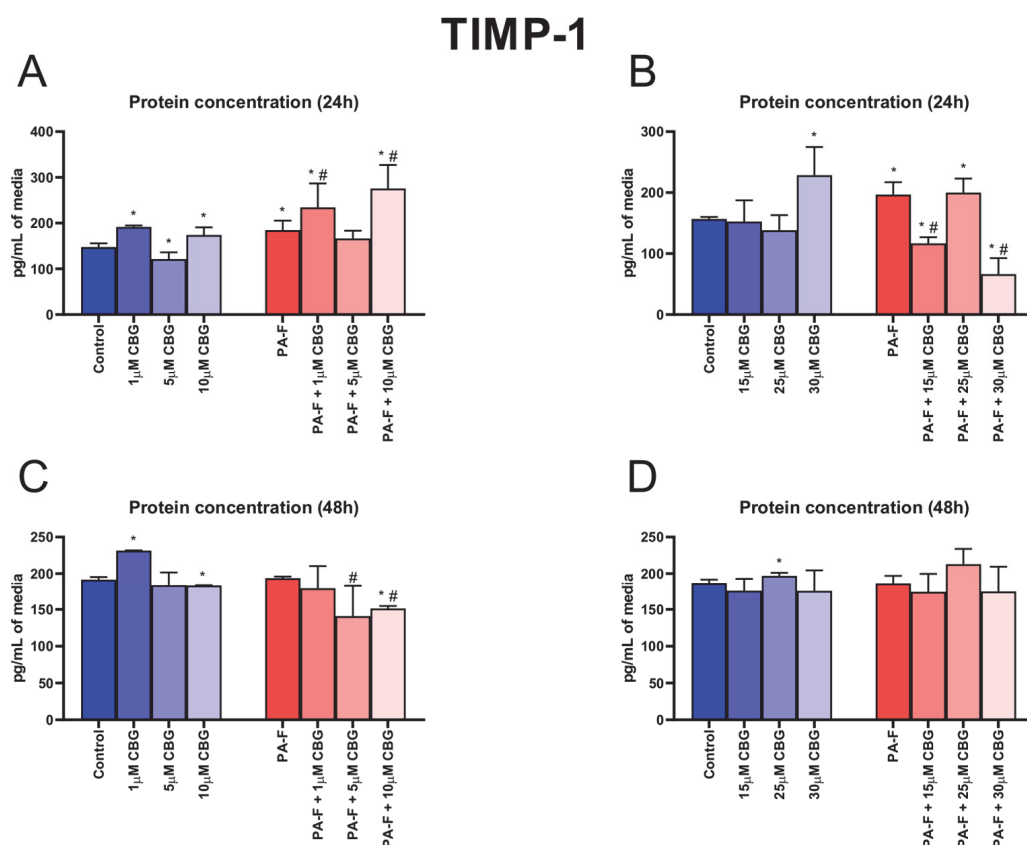 TIMP-1
A
Protein concentration (24h)
pg/mL of media
400
300
200
100
0
*
*
*
*
* #
* #
Control
1μM CBG
5μM CBG
10μM CBG
PA-F
PA-F + 1μM CBG
PA-F + 5μM CBG
PA-F + 10μM CBG
B
Protein concentration (24h)
pg/mL of media
300
200
100
0
*
*
* #
*
* #
Control
15μM CBG
25μM CBG
30μM CBG
PA-F
PA-F + 15μM CBG
PA-F + 25μM CBG
PA-F + 30μM CBG
C
Protein concentration (48h)
pg/mL of media
250
200
150
100
50
0
*
*
#
* #
Control
1μM CBG
5μM CBG
10μM CBG
PA-F
PA-F + 1μM CBG
PA-F + 5μM CBG
PA-F + 10μM CBG
D
Protein concentration (48h)
pg/mL of media
250
200
150
100
50
0
*
Control
15μM CBG
25μM CBG
30μM CBG
PA-F
PA-F + 15μM CBG
PA-F + 25μM CBG
PA-F + 30μM CBG